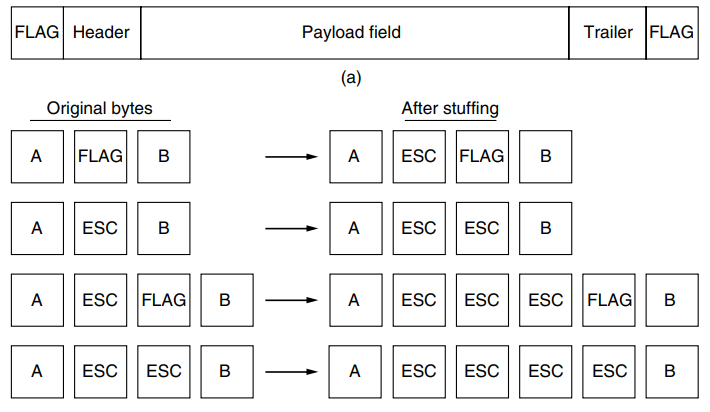 FLAG Header Payload field Trailer FLAG
(a)
Original bytes After stuffing
A FLAG B A ESC FLAG B
A ESC B A ESC ESC B
A ESC FLAG B A ESC ESC ESC FLAG B
A ESC ESC B A ESC ESC ESC ESC B